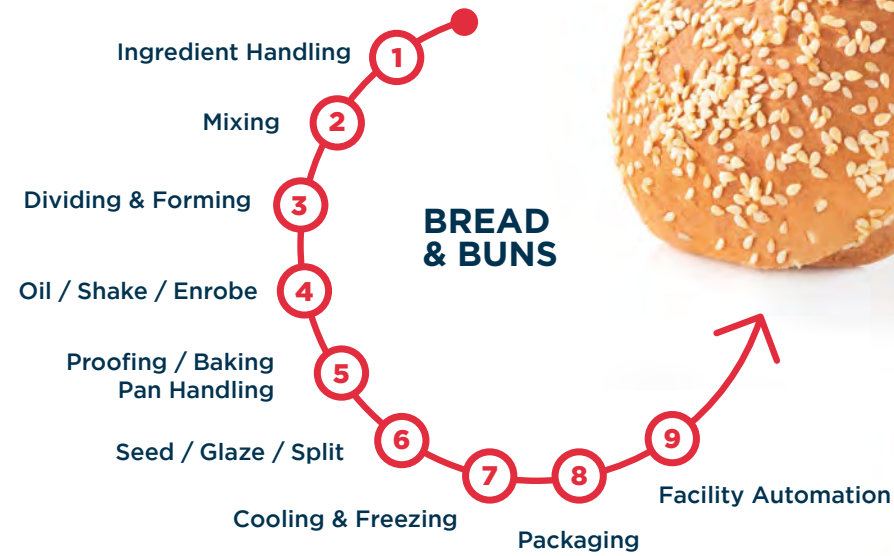 Ingredient Handling
1
Mixing
2
Dividing & Forming
3
BREAD
& BUNS
Oil / Shake / Enrobe
4
Proofing / Baking
Pan Handling
5
Seed / Glaze / Split
6
Cooling & Freezing
7
Packaging
8
Facility Automation
9